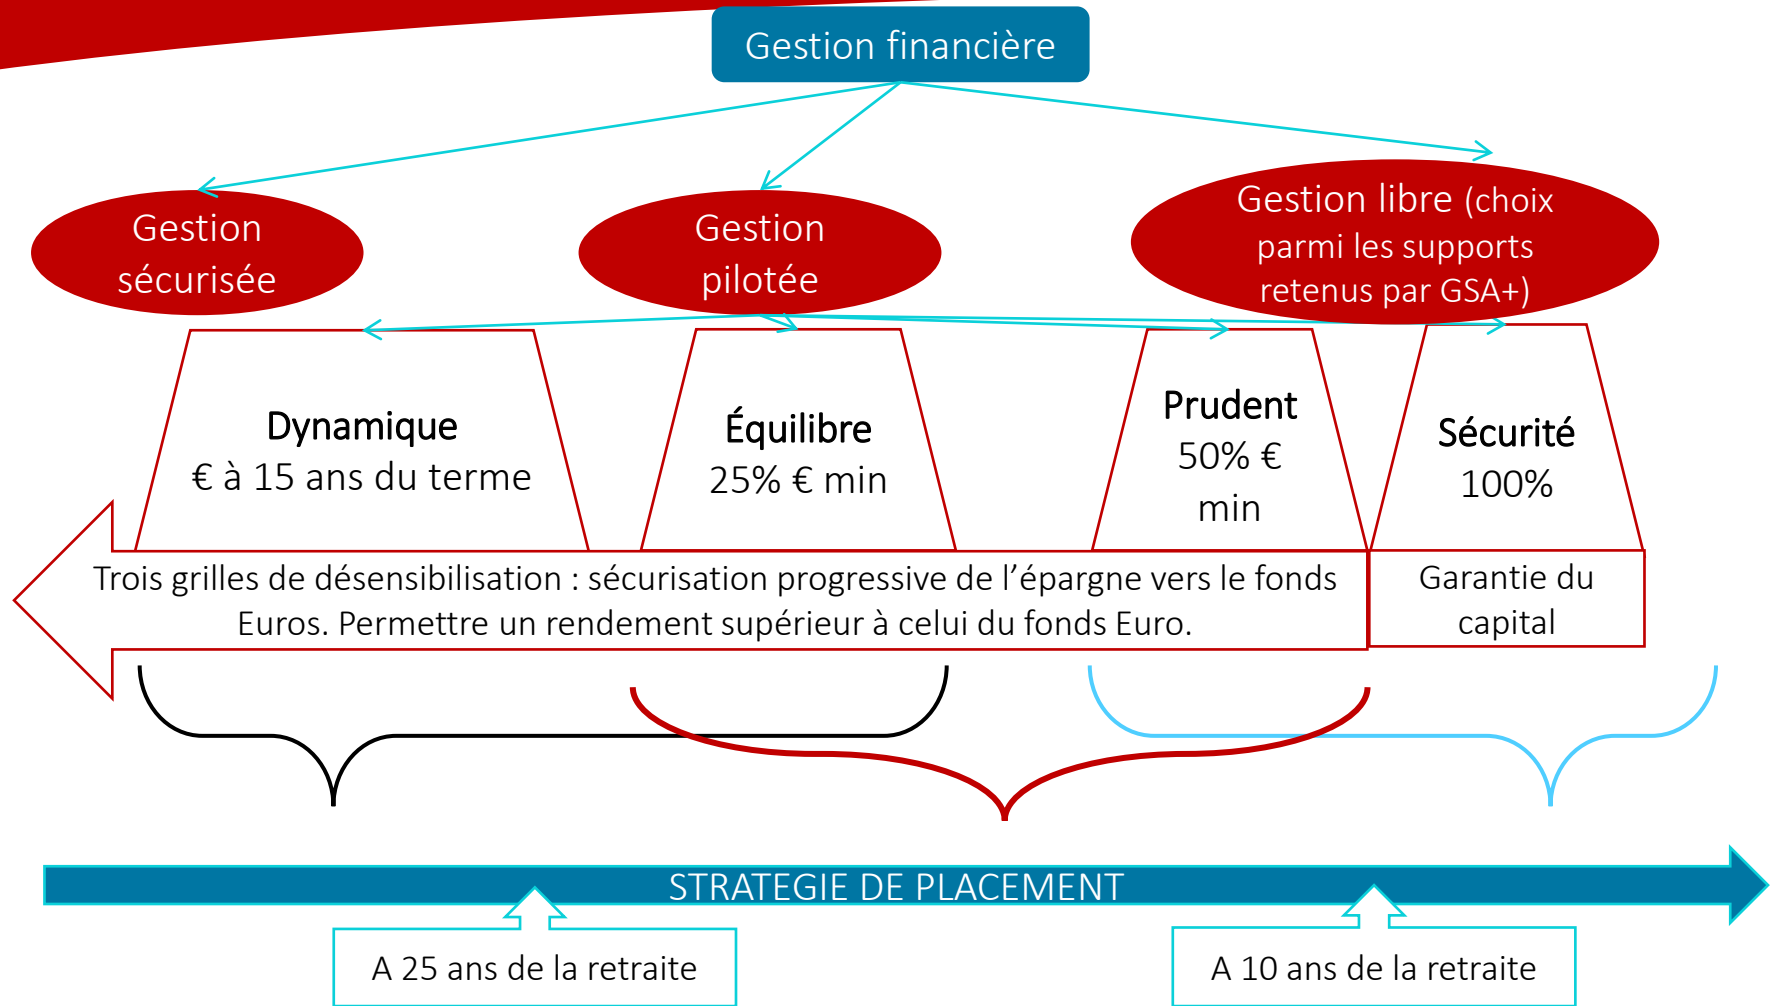 Gestion financière
Gestion
sécurisée
Gestion
pilotée
Gestion libre (choix
parmi les supports
retenus par GSA+)
Dynamique
€ à 15 ans du terme
Équilibre
25% € min
Prudent
50% €
min
Sécurité
100%
Trois grilles de désensibilisation : sécurisation progressive de l’épargne vers le fonds
Euros. Permettre un rendement supérieur à celui du fonds Euro.
Garantie du
capital
STRATEGIE DE PLACEMENT
A 25 ans de la retraite
A 10 ans de la retraite